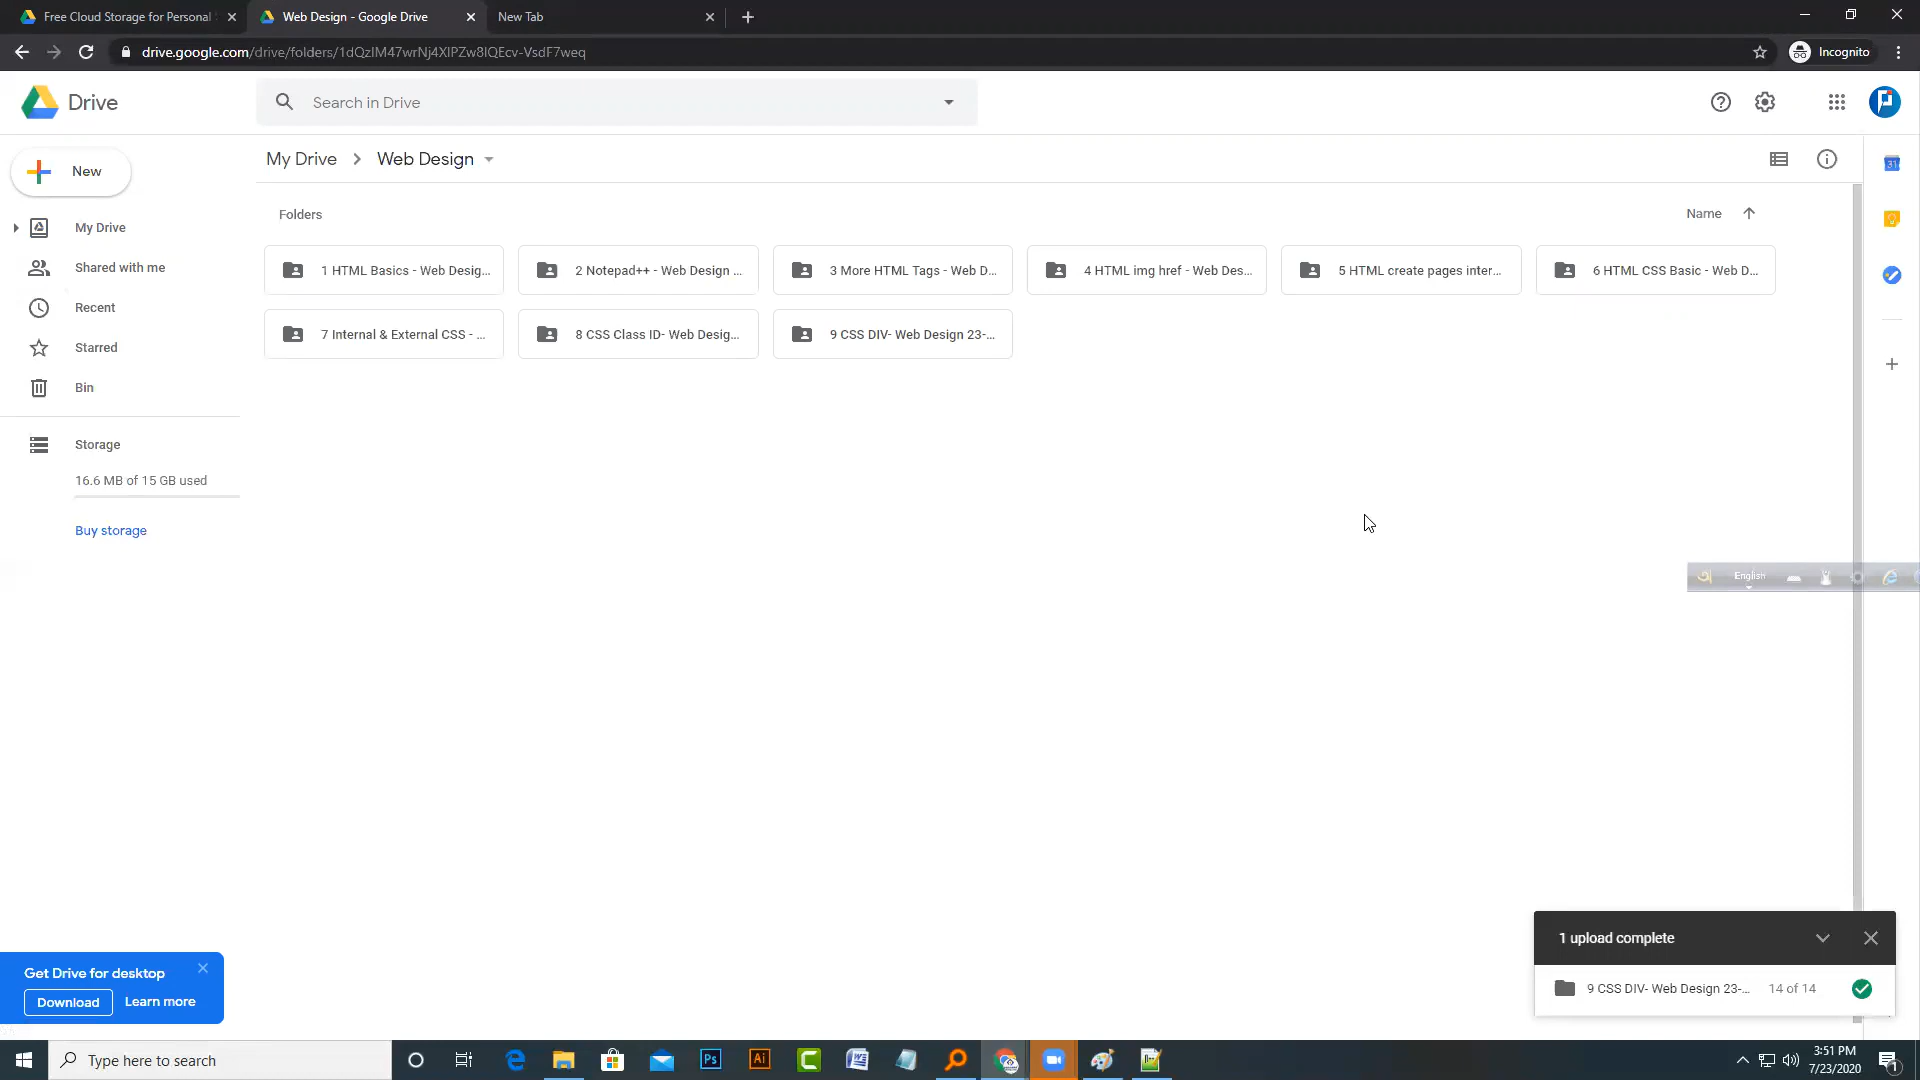 Free Cloud Storage for Personal
Web Design - Google Drive
New Tab
drive.google.com/drive/folders/1dQzIM47wrNj4XlPZw8lQEcv-VsdF7weq
Incognito
Drive
Search in Drive
New
My Drive > Web Design
My Drive
Shared with me
Recent
Starred
Bin
Storage
16.6 MB of 15 GB used
Buy storage
Folders
Name
1 HTML Basics - Web Desig...
2 Notepad++ - Web Design ...
3 More HTML Tags - Web D...
4 HTML img href - Web Des...
5 HTML create pages inter...
6 HTML CSS Basic - Web D...
7 Internal & External CSS - ...
8 CSS Class ID- Web Desig...
9 CSS DIV- Web Design 23-...
31
English
Get Drive for desktop
Download
Learn more
1 upload complete
9 CSS DIV- Web Design 23-...
14 of 14
Type here to search
Ps
Ai
3:51 PM
7/23/2020
1